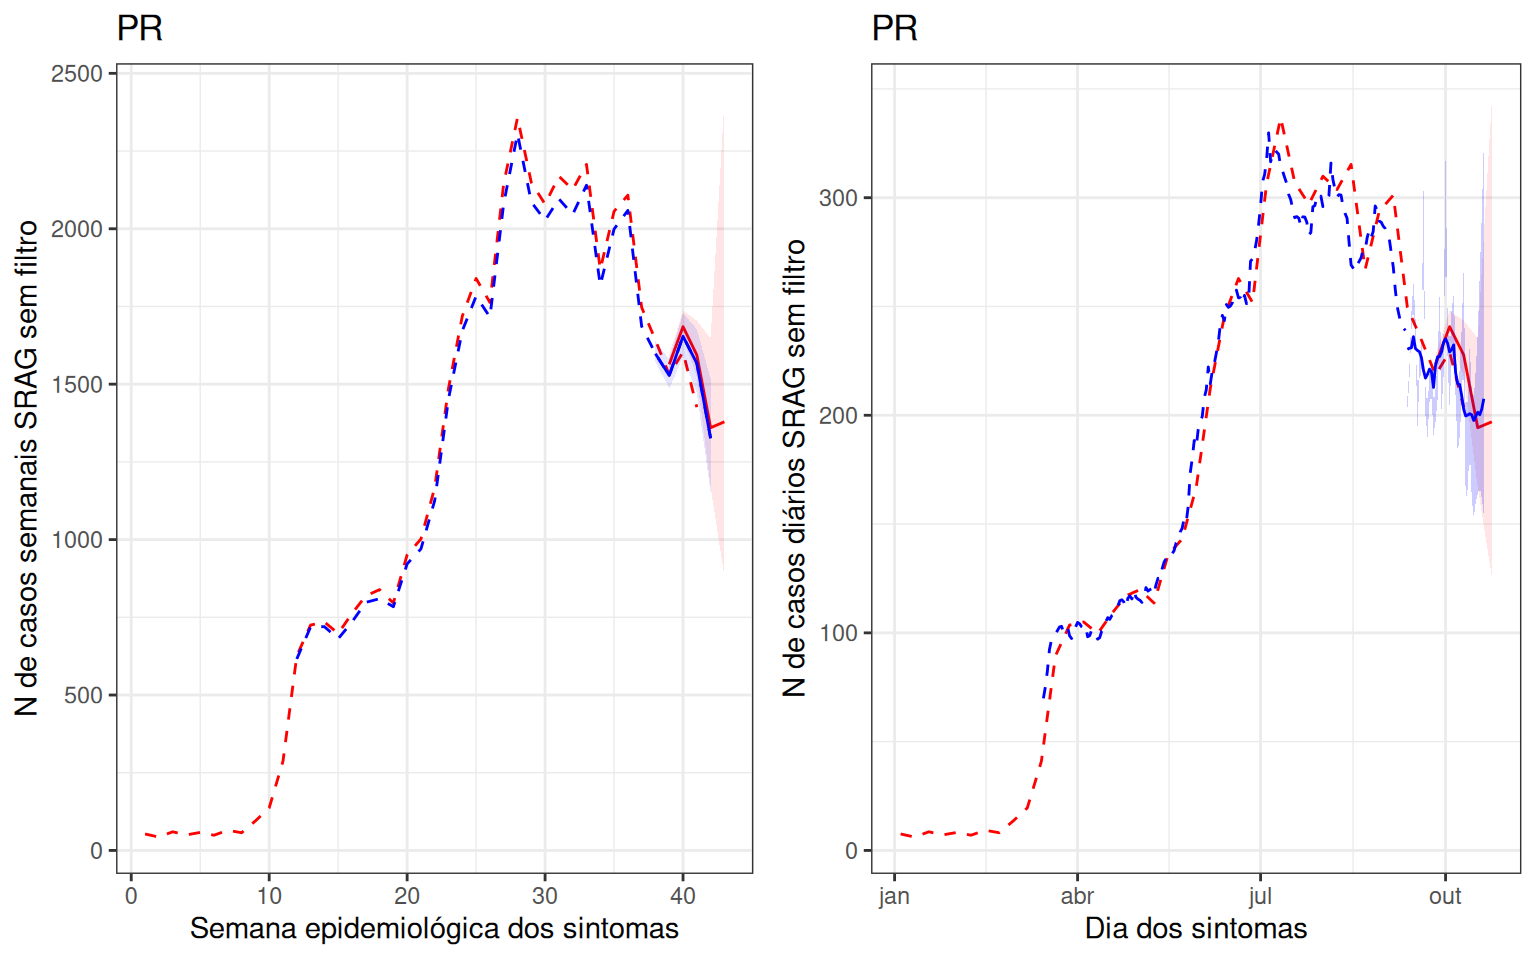 PR
N de casos semanais SRAG sem filtro
2500
2000
1500
1000
500
0
0 10 20 30 40
Semana epidemiológica dos sintomas
PR
N de casos diários SRAG sem filtro
300
200
100
0
jan abr jul out
Dia dos sintomas